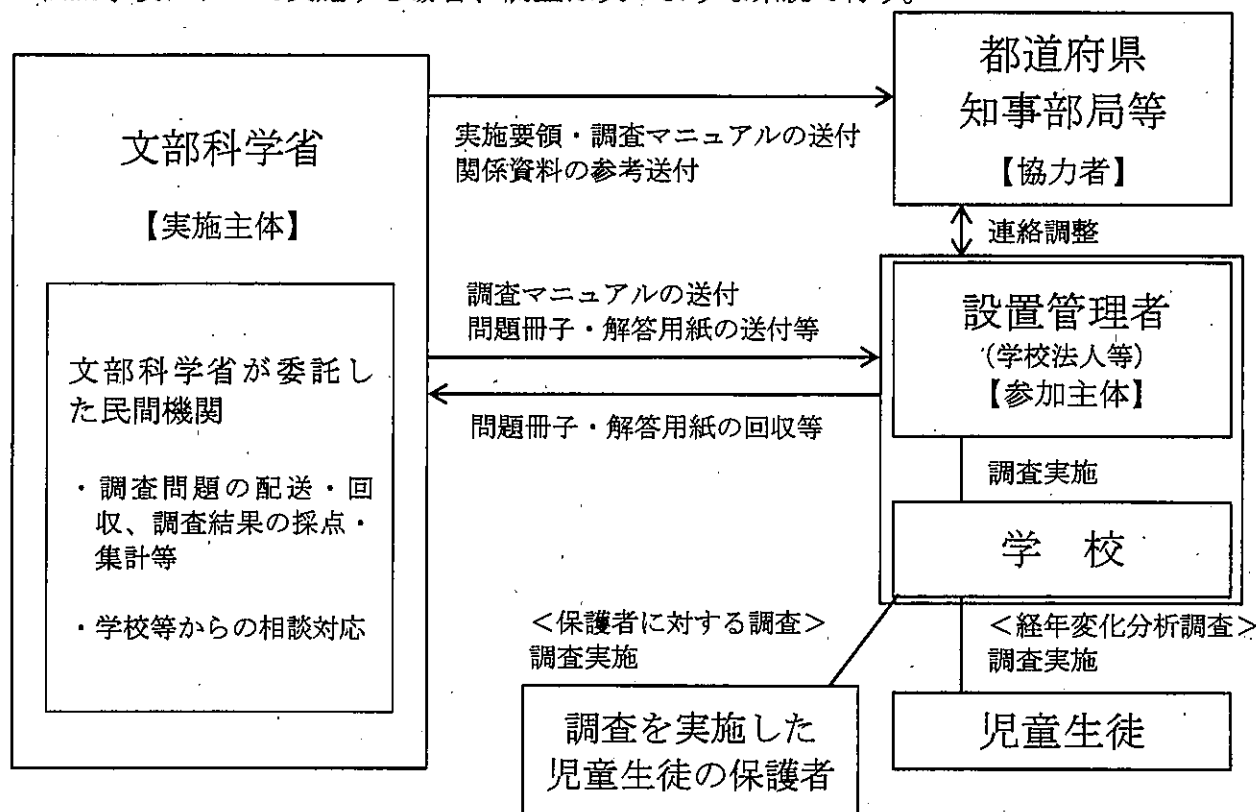 文部科学省
【実施主体】
文部科学省が委託し
た民間機関
・調査問題の配送・回
収、調査結果の採点・
集計等
・学校等からの相談対応
実施要領・調査マニュアルの送付
関係資料の参考送付
都道府県
知事部局等
【協力者】
連絡調整
調査マニュアルの送付
問題冊子・解答用紙の送付等
問題冊子・解答用紙の回収等
設置管理者
(学校法人等)
【参加主体】
調査実施
学 校
<保護者に対する調査>
調査実施
<経年変化分析調査>
調査実施
調査を実施した
児童生徒の保護者
児童生徒